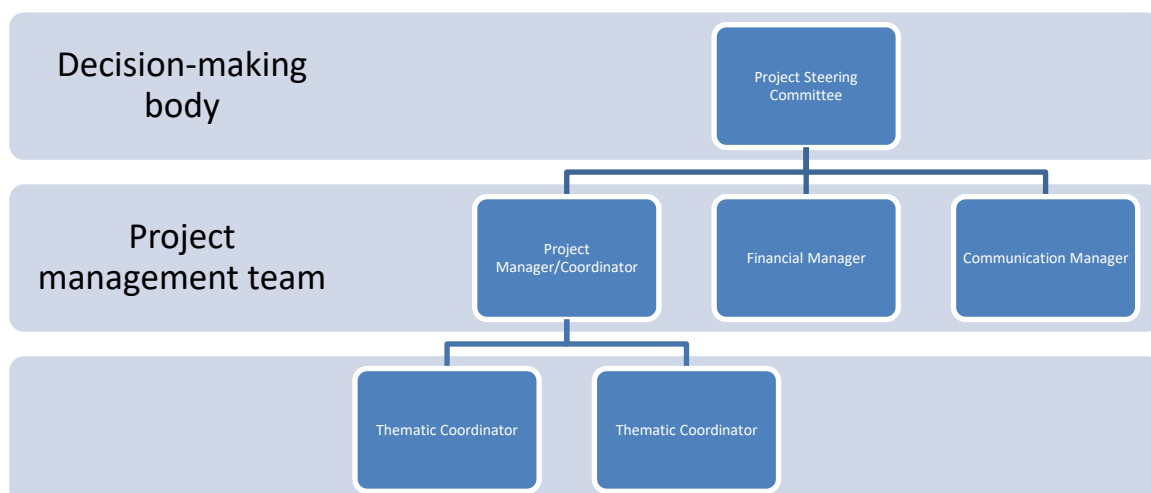 Decision-making
body
Project Steering
Committee
Project
management team
Project
Manager/Coordinator
Financial Manager
Communication Manager
Thematic Coordinator
Thematic Coordinator